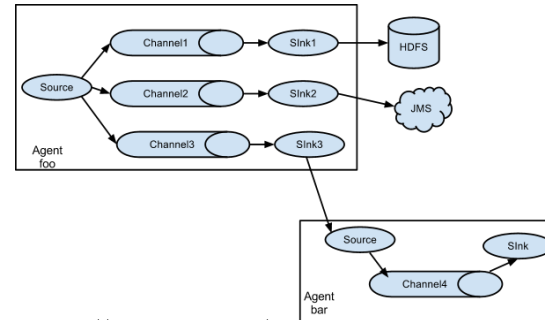 Channel1
SInk1
HDFS
Source
Channel2
SInk2
JMS
Channel3
SInk3
Agent
foo
Source
SInk
Channel4
Agent
bar